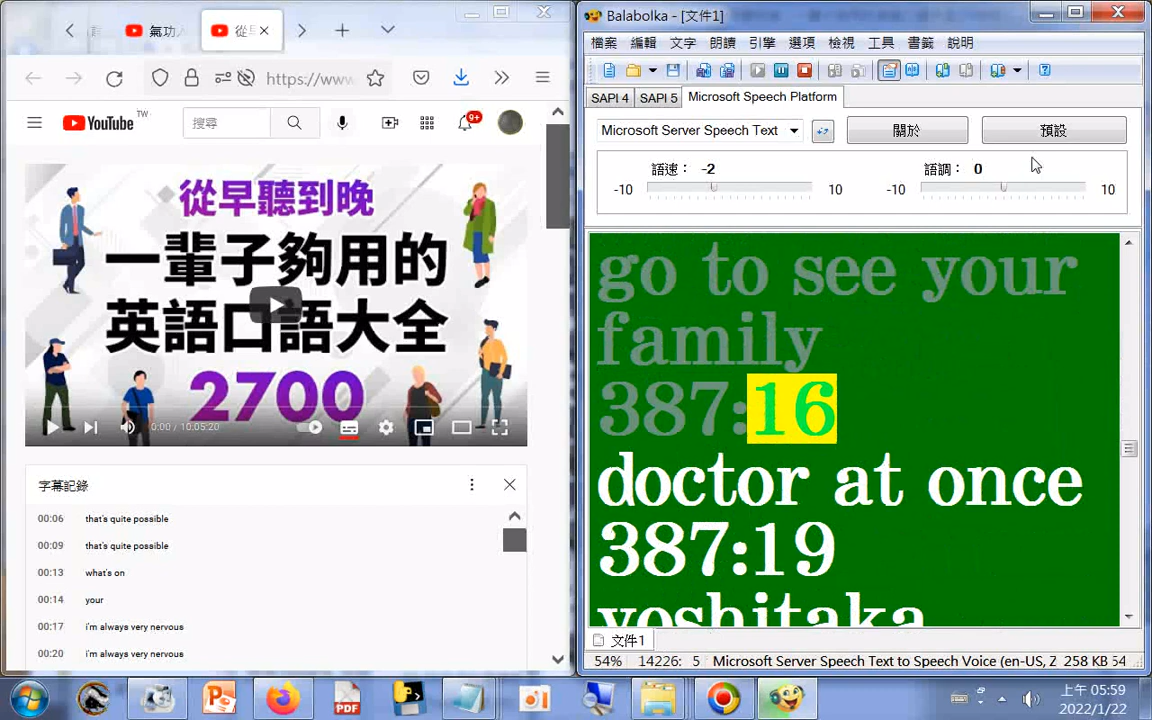 氣功
從
https://www
YouTube TW
搜尋
9+
從早聽到晚
一輩子夠用的
英語口語大全
2700
0:00 / 10:05:20
字幕記錄
00:06 that's quite possible
00:09 that's quite possible
00:13 what's on
00:14 your
00:17 i'm always very nervous
00:20 i'm always very nervous
Balabolka - [文件1]
檔案 編輯 文字 朗讀 引擎 選項 檢視 工具 書籤 說明
SAPI 4 SAPI 5 Microsoft Speech Platform
Microsoft Server Speech Text 關於 預設
語速： -2 語調： 0
-10 10 -10 10
go to see your
family
387:16
doctor at once
387:19
yoshitaka
文件1
54% 14226: 5 Microsoft Server Speech Text to Speech Voice (en-US, Z 258 KB 54
PDF
上午 05:59
2022/1/22